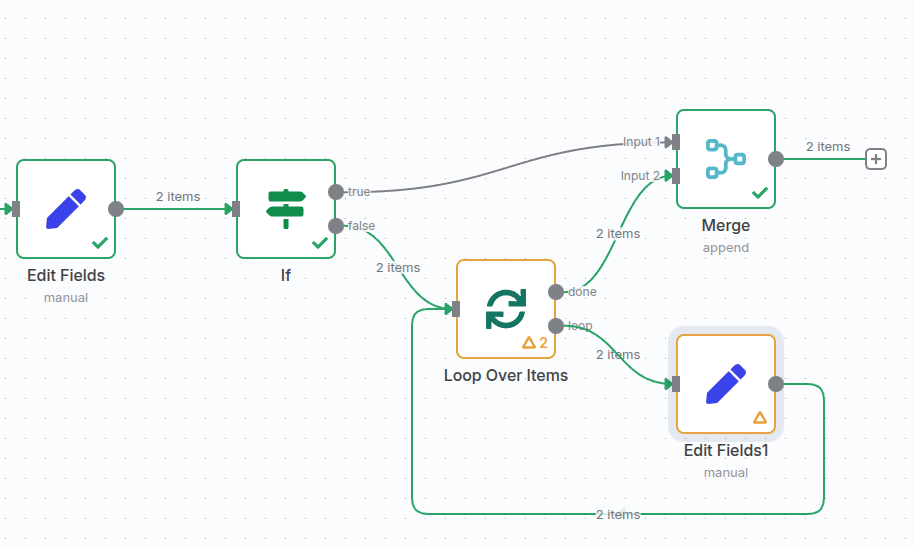 Input 1
2 items
Input 2
true
2 items
false
Merge
append
2 items
Edit Fields
manual
If
2 items
done
loop
2
2 items
Loop Over Items
Edit Fields1
manual
2 items